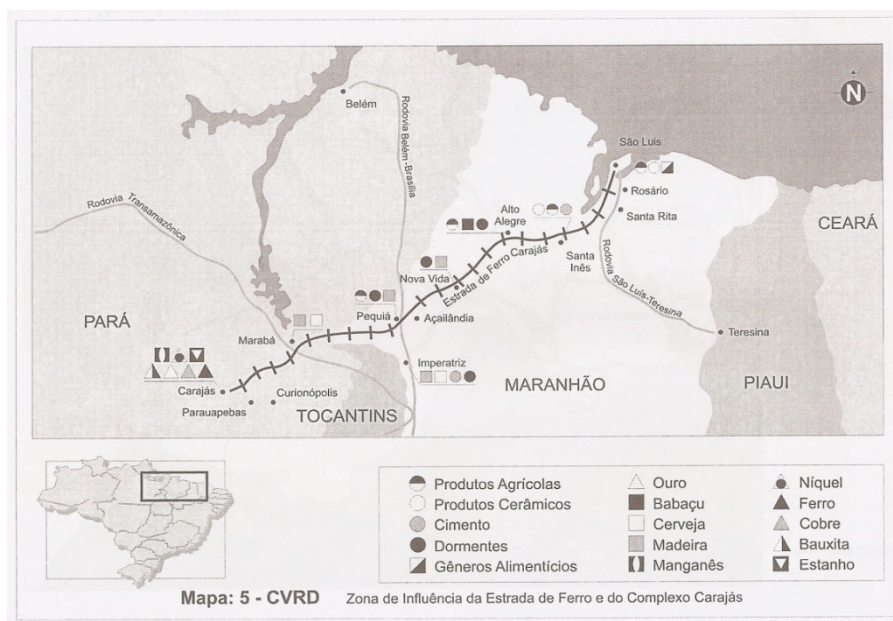 N
Belém
Rodovia Belém-Brasília
São Luis
Rosário
Santa Rita
CEARÁ
Rodovia Transamazônica
Alto
Alegre
Estrada de Ferro Carajás
Santa
Inês
Rodovia São Luís-Teresina
Nova Vida
PARÁ
Pequiá
Açailândia
Teresina
Marabá
Imperatriz
MARANHÃO
PIAUI
Carajás
Curionópolis
Parauapebas
TOCANTINS
Produtos Agrícolas
Produtos Cerâmicos
Cimento
Dormentes
Gêneros Alimentícios
Ouro
Babaçu
Cerveja
Madeira
Manganês
Níquel
Ferro
Cobre
Bauxita
Estanho
Mapa: 5 - CVRD Zona de Influência da Estrada de Ferro e do Complexo Carajás